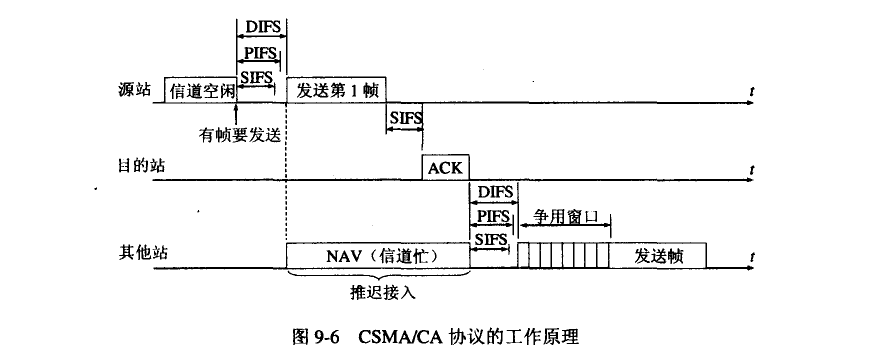 DIFS
PIFS
SIFS
源站 信道空闲 发送第1帧 t
SIFS
有帧要发送
目的站 ACK t
DIFS
PIFS 争用窗口
SIFS
其他站 NAV（信道忙） 发送帧 t
推迟接入
图 9-6 CSMA/CA 协议的工作原理